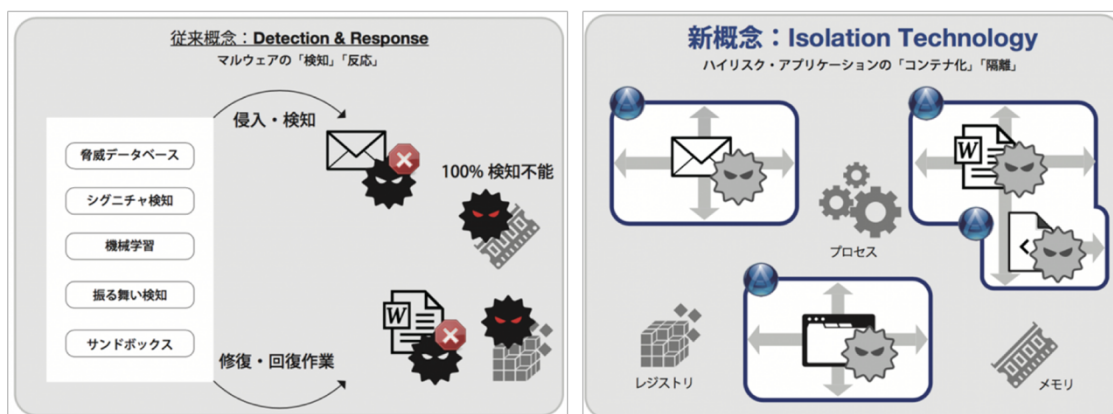 従来概念：Detection & Response
マルウェアの「検知」「反応」
侵入・検知
脅威データベース
シグニチャ検知
機械学習
振る舞い検知
サンドボックス
100% 検知不能
W
修復・回復作業
新概念：Isolation Technology
ハイリスク・アプリケーションの「コンテナ化」「隔離」
W
<
プロセス
レジストリ
メモリ